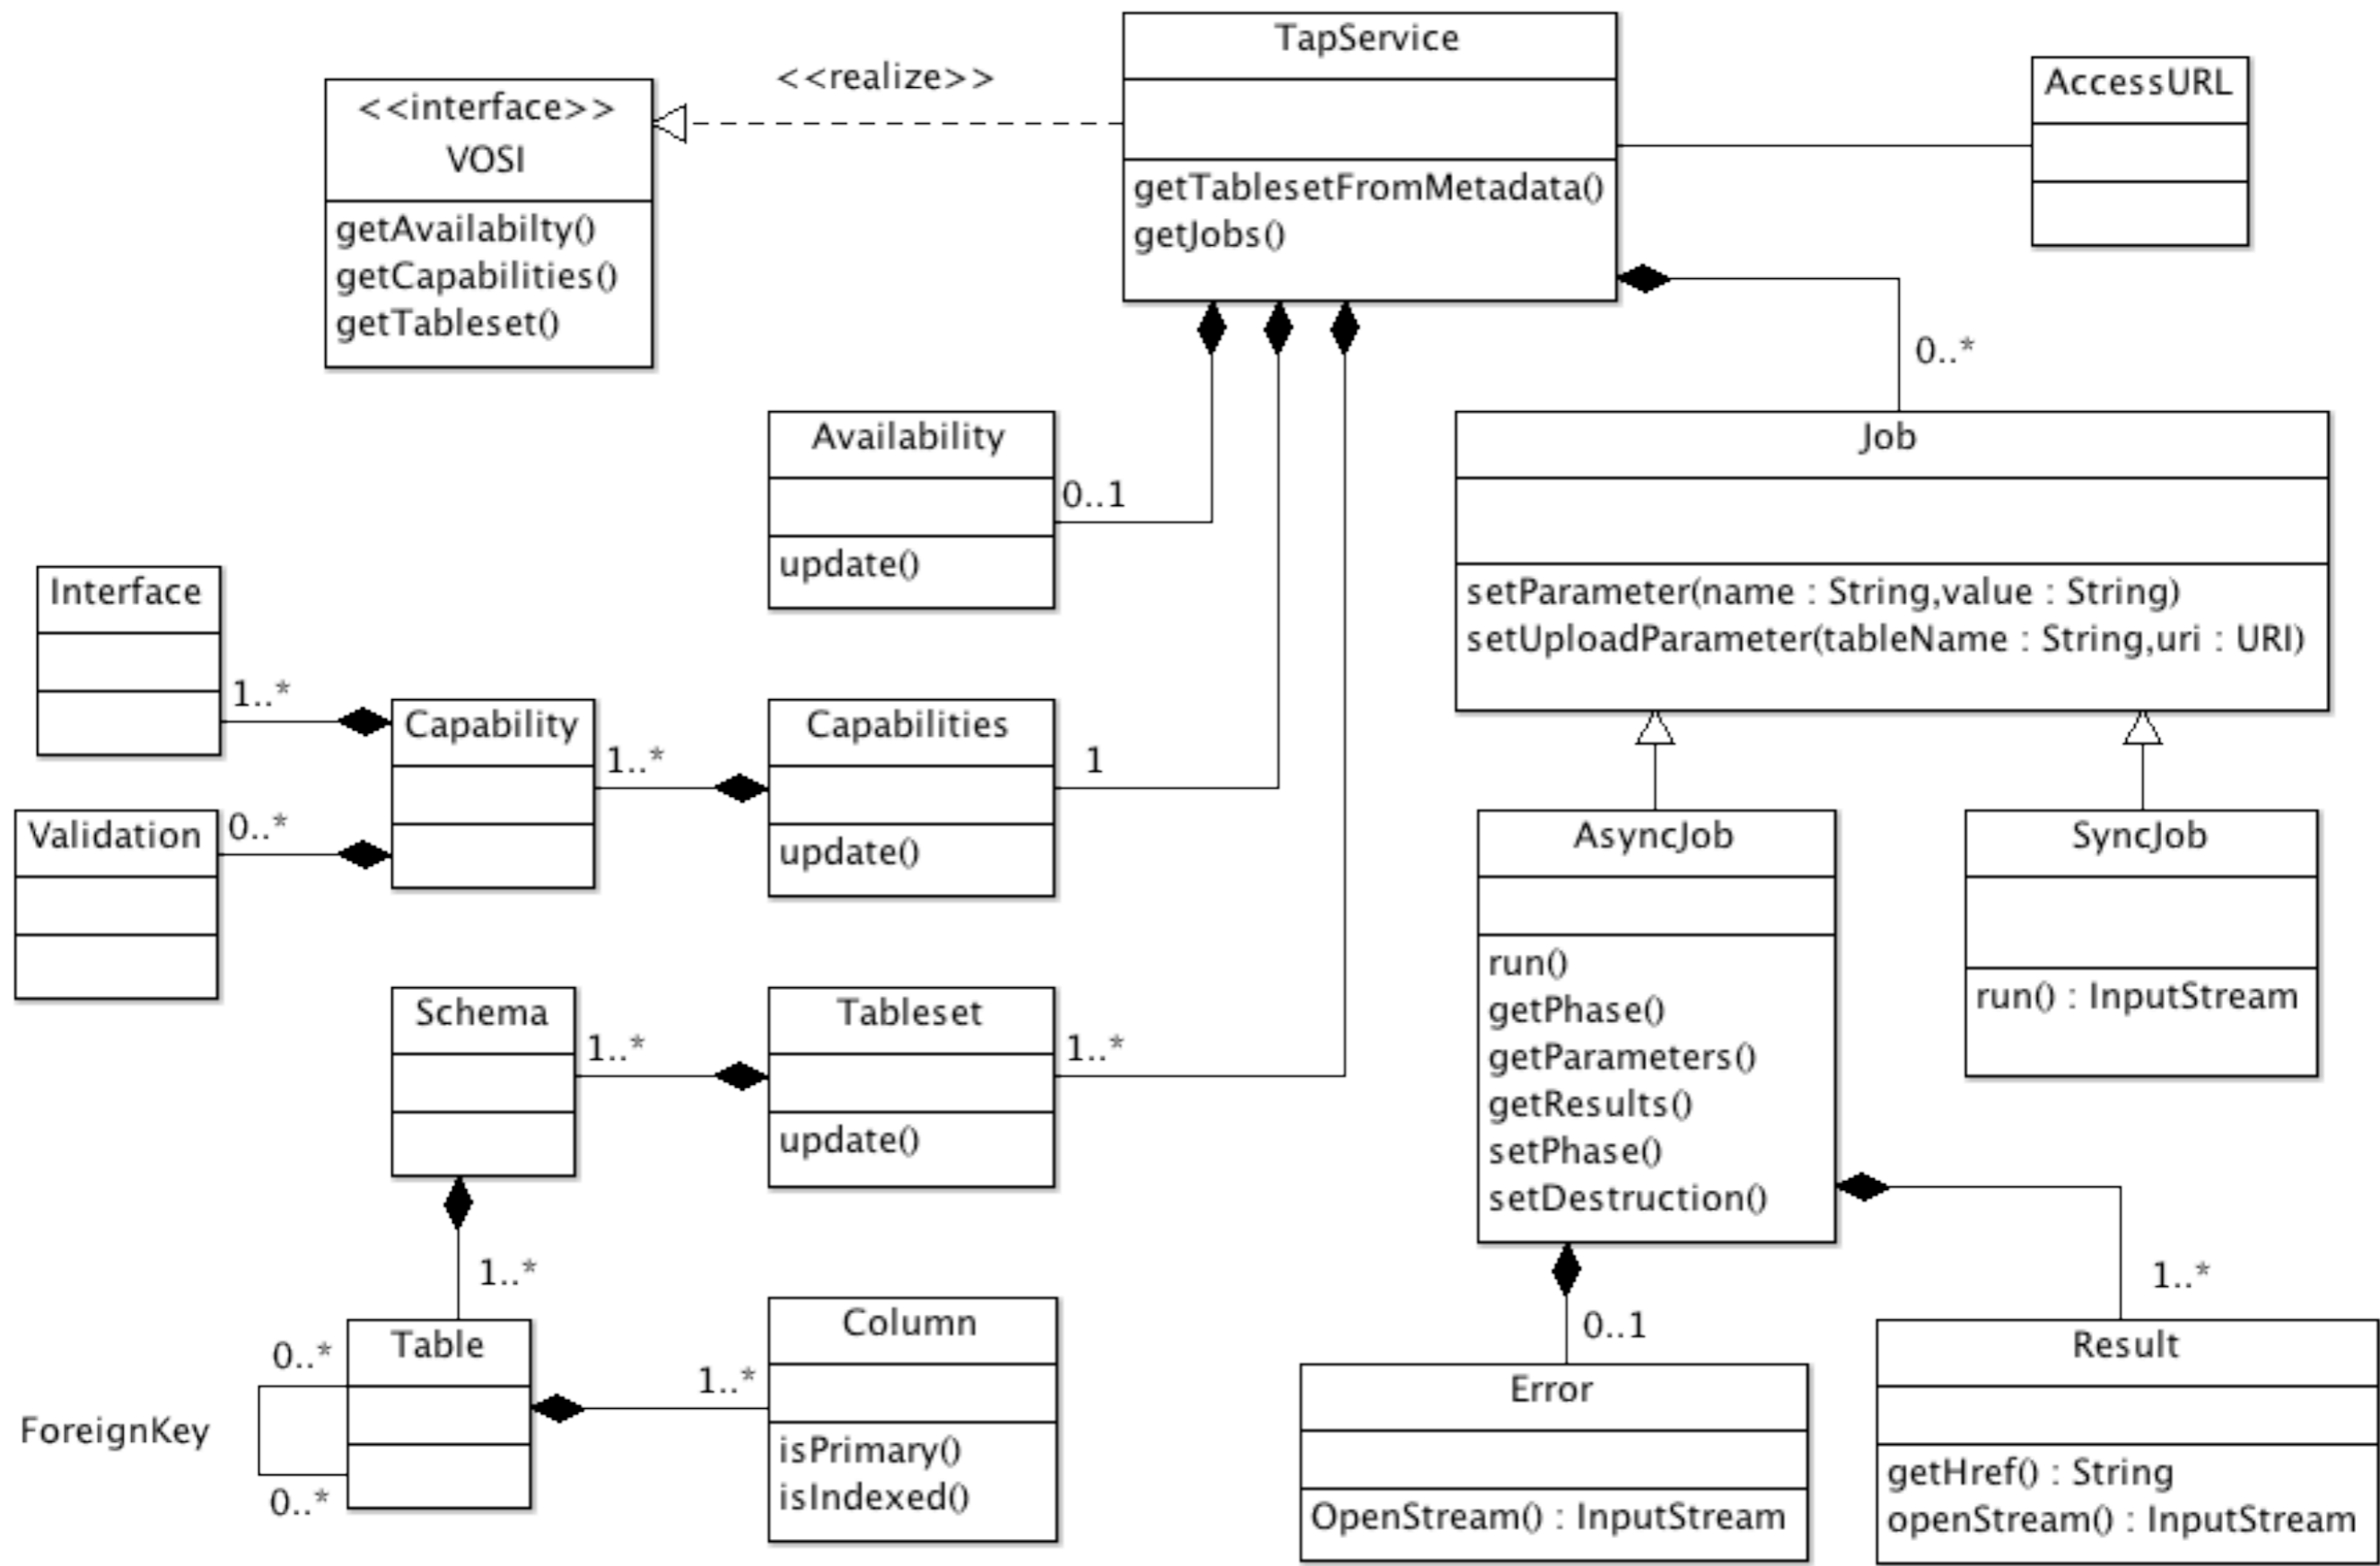 TapService
getTablesetFromMetadata()
getJobs()
<<realize>>
<<interface>>
VOSI
getAvailabilty()
getCapabilities()
getTableset()
AccessURL
0..*
Availability
update()
0..1
Job
setParameter(name : String,value : String)
setUploadParameter(tableName : String,uri : URI)
Interface
1..*
Capability
1..*
Capabilities
update()
1
Validation
0..*
AsyncJob
run()
getPhase()
getParameters()
getResults()
setPhase()
setDestruction()
SyncJob
run() : InputStream
Schema
1..*
Tableset
update()
1..*
1..*
Table
0..*
ForeignKey
0..*
1..*
Column
isPrimary()
isIndexed()
0..1
Error
OpenStream() : InputStream
1..*
Result
getHref() : String
openStream() : InputStream